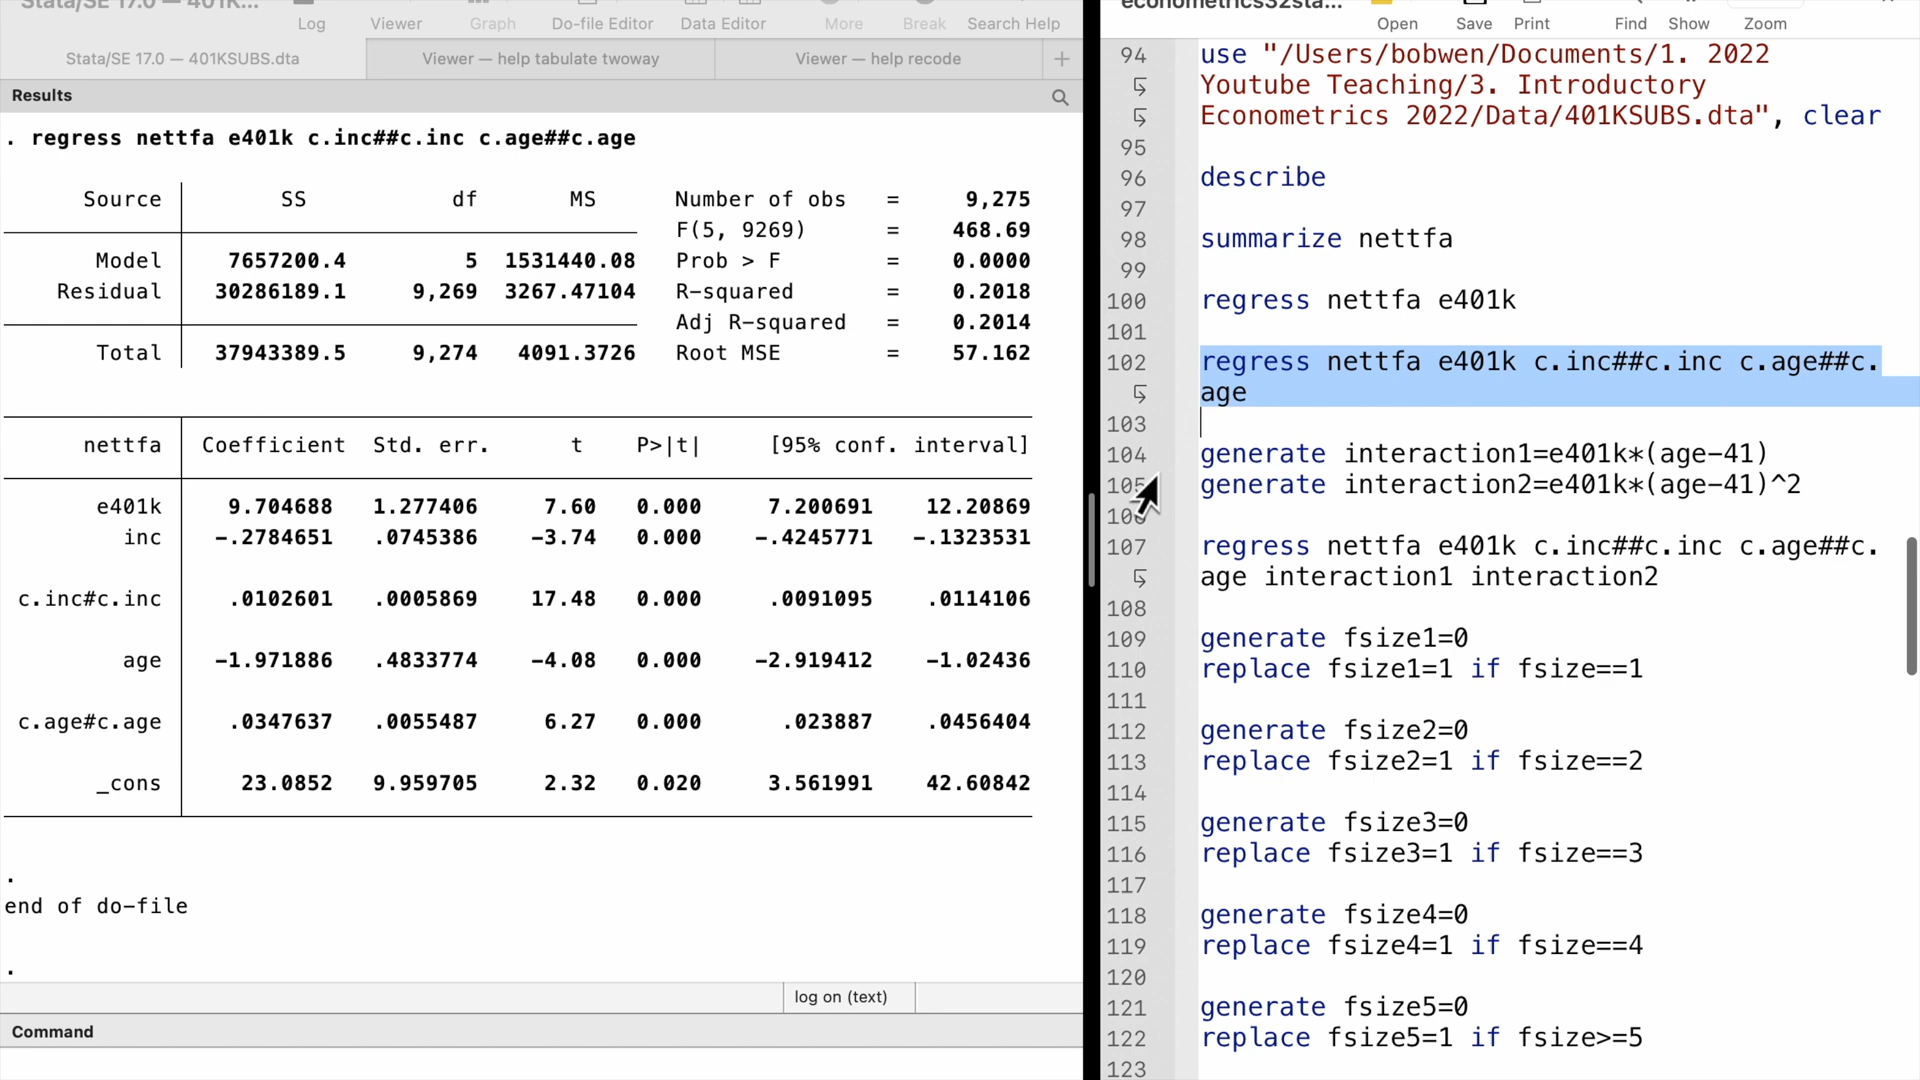 Stata/SE 17.0 — 401K...
Log Viewer Graph Do-file Editor Data Editor More Break Search Help
Stata/SE 17.0 — 401KSUBS.dta Viewer — help tabulate twoway Viewer — help recode +
Results
. regress nettfa e401k c.inc##c.inc c.age##c.age
Source SS df MS Number of obs = 9,275
F(5, 9269) = 468.69
Model 7657200.4 5 1531440.08 Prob > F = 0.0000
Residual 30286189.1 9,269 3267.47104 R-squared = 0.2018
Adj R-squared = 0.2014
Total 37943389.5 9,274 4091.3726 Root MSE = 57.162
nettfa Coefficient Std. err. t P>|t| [95% conf. interval]
e401k 9.704688 1.277406 7.60 0.000 7.200691 12.20869
inc -.2784651 .0745386 -3.74 0.000 -.4245771 -.1323531
c.inc#c.inc .0102601 .0005869 17.48 0.000 .0091095 .0114106
age -1.971886 .4833774 -4.08 0.000 -2.919412 -1.02436
c.age#c.age .0347637 .0055487 6.27 0.000 .023887 .0456404
_cons 23.0852 9.959705 2.32 0.020 3.561991 42.60842
.
end of do-file
.
log on (text)
Command
econometrics32sta...
Open Save Print Find Show Zoom
94 use "/Users/bobwen/Documents/1. 2022
Youtube Teaching/3. Introductory
Econometrics 2022/Data/401KSUBS.dta", clear
95
96 describe
97
98 summarize nettfa
99
100 regress nettfa e401k
101
102 regress nettfa e401k c.inc##c.inc c.age##c.
age
103
104 generate interaction1=e401k*(age-41)
105 generate interaction2=e401k*(age-41)^2
106
107 regress nettfa e401k c.inc##c.inc c.age##c.
age interaction1 interaction2
108
109 generate fsize1=0
110 replace fsize1=1 if fsize==1
111
112 generate fsize2=0
113 replace fsize2=1 if fsize==2
114
115 generate fsize3=0
116 replace fsize3=1 if fsize==3
117
118 generate fsize4=0
119 replace fsize4=1 if fsize==4
120
121 generate fsize5=0
122 replace fsize5=1 if fsize>=5
123